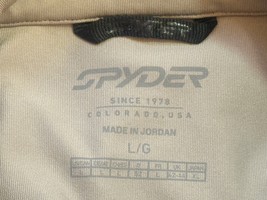 SPYDER
SINCE 1978
COLORADO, USA
MADE IN JORDAN
L/G